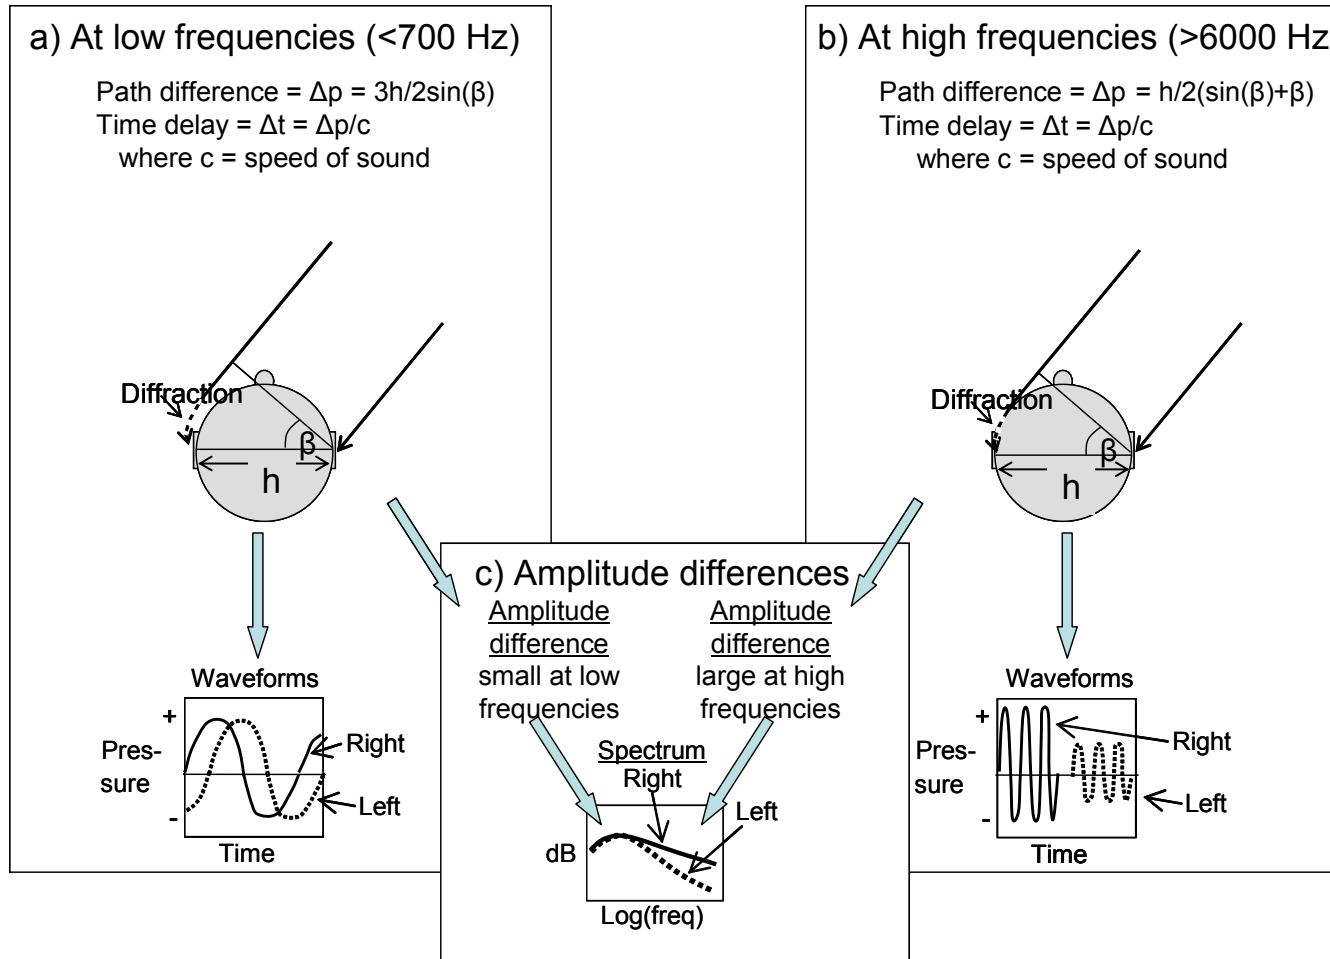 a) At low frequencies (<700 Hz)
Path difference = Δp = 3h/2sin(β)
Time delay = Δt = Δp/c
where c = speed of sound
Diffraction
β
h
Waveforms
+
Pres-
sure
-
Right
Left
Time
b) At high frequencies (>6000 Hz
Path difference = Δp = h/2(sin(β)+β)
Time delay = Δt = Δp/c
where c = speed of sound
Diffraction
β
h
Waveforms
+
Pres-
sure
-
Right
Left
Time
c) Amplitude differences
Amplitude
difference
small at low
frequencies
Amplitude
difference
large at high
frequencies
Spectrum
Right
Left
dB
Log(freq)